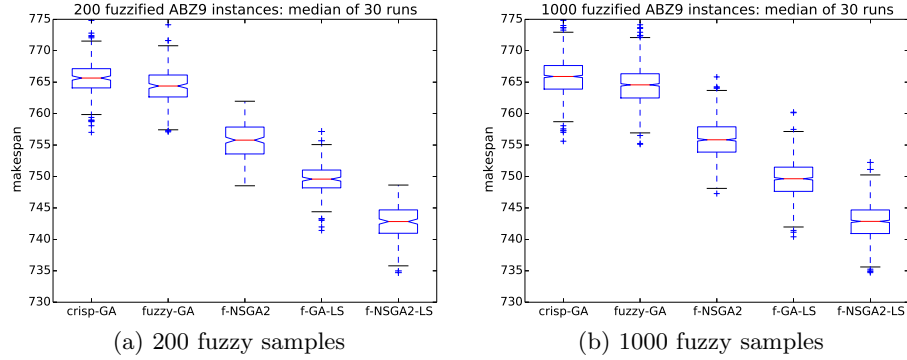 200 fuzzified ABZ9 instances: median of 30 runs
makespan
775
770
765
760
755
750
745
740
735
730
crisp-GA fuzzy-GA f-NSGA2 f-GA-LS f-NSGA2-LS
(a) 200 fuzzy samples
1000 fuzzified ABZ9 instances: median of 30 runs
makespan
775
770
765
760
755
750
745
740
735
730
crisp-GA fuzzy-GA f-NSGA2 f-GA-LS f-NSGA2-LS
(b) 1000 fuzzy samples